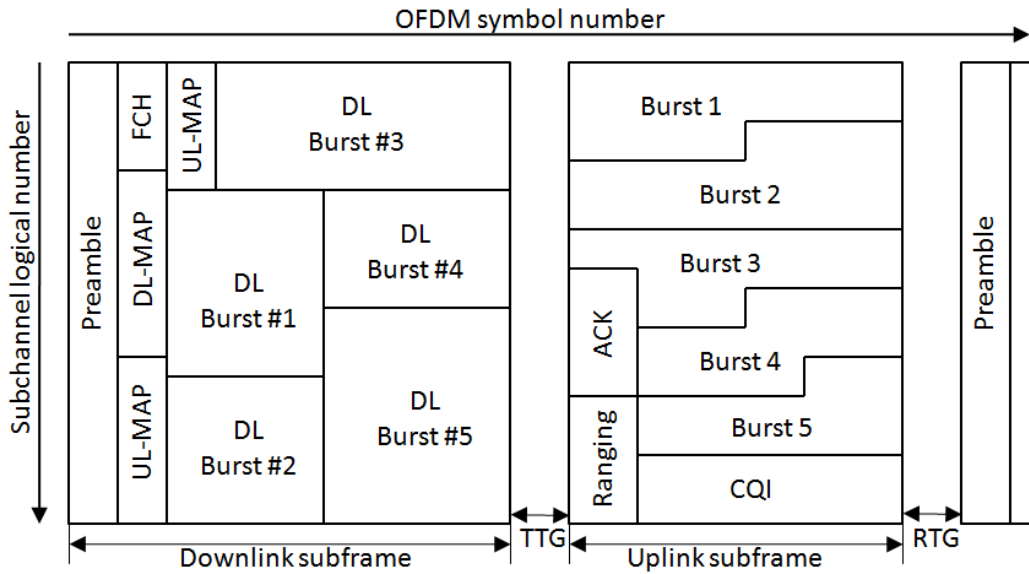 OFDM symbol number
Subchannel logical number
Preamble
FCH
DL-MAP
UL-MAP
UL-MAP
DL
Burst #3
DL
Burst #1
DL
Burst #4
DL
Burst #2
DL
Burst #5
Burst 1
Burst 2
Burst 3
ACK
Burst 4
Ranging
Burst 5
CQI
Preamble
Downlink subframe
TTG
Uplink subframe
RTG